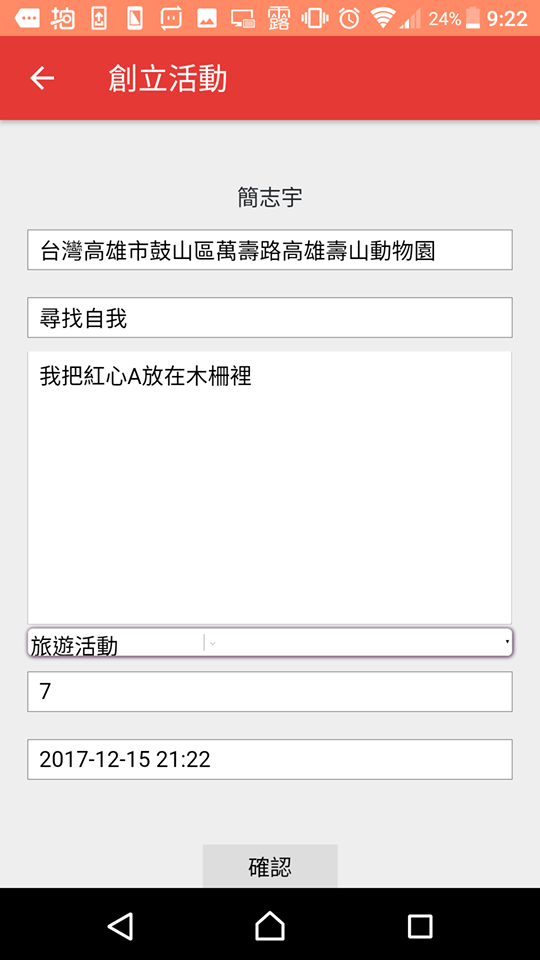 24% 9:22
創立活動
簡志宇
台灣高雄市鼓山區萬壽路高雄壽山動物園
尋找自我
我把紅心A放在木柵裡
旅遊活動
7
2017-12-15 21:22
確認